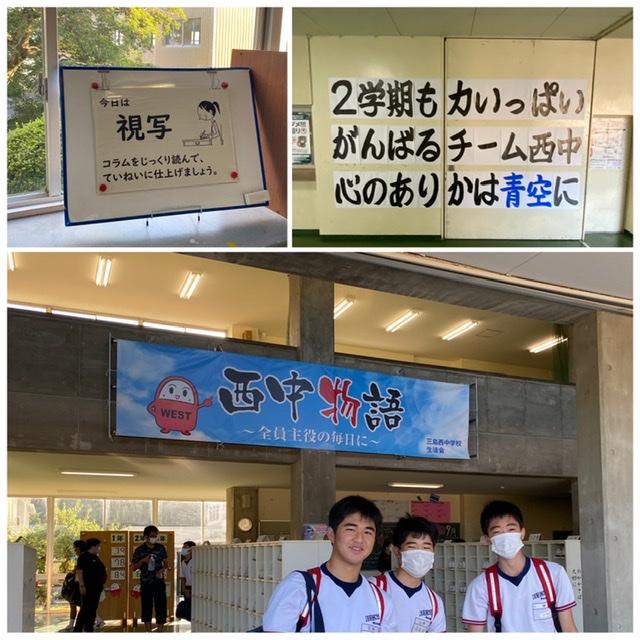 今日は
視写
コラムをじっくり読んで、
ていねいに仕上げましょう。
2学期も力いっぱい
がんばるチーム西中
心のありかは青空に
WEST
西中物語
～全員主役の毎日に～
三島西中学校
生徒会
1年
2年